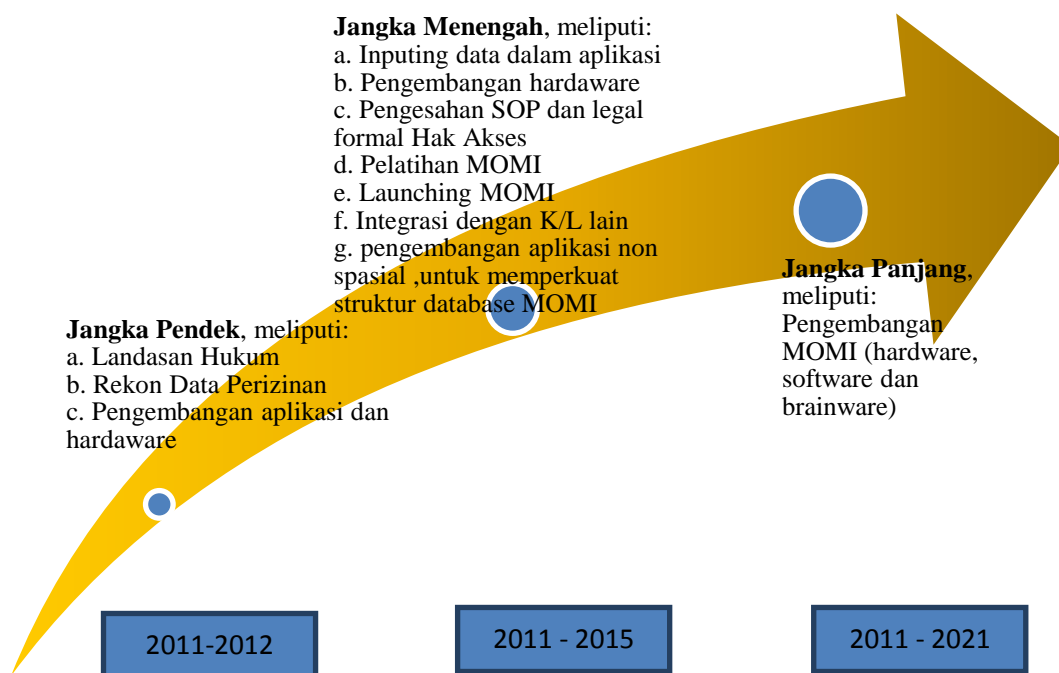 Jangka Menengah, meliputi:
a. Inputing data dalam aplikasi
b. Pengembangan hardaware
c. Pengesahan SOP dan legal
formal Hak Akses
d. Pelatihan MOMI
e. Launching MOMI
f. Integrasi dengan K/L lain
g. pengembangan aplikasi non
spasial ,untuk memperkuat
struktur database MOMI
Jangka Pendek, meliputi:
a. Landasan Hukum
b. Rekon Data Perizinan
c. Pengembangan aplikasi dan
hardaware
Jangka Panjang,
meliputi:
Pengembangan
MOMI (hardware,
software dan
brainware)
2011-2012
2011 - 2015
2011 - 2021